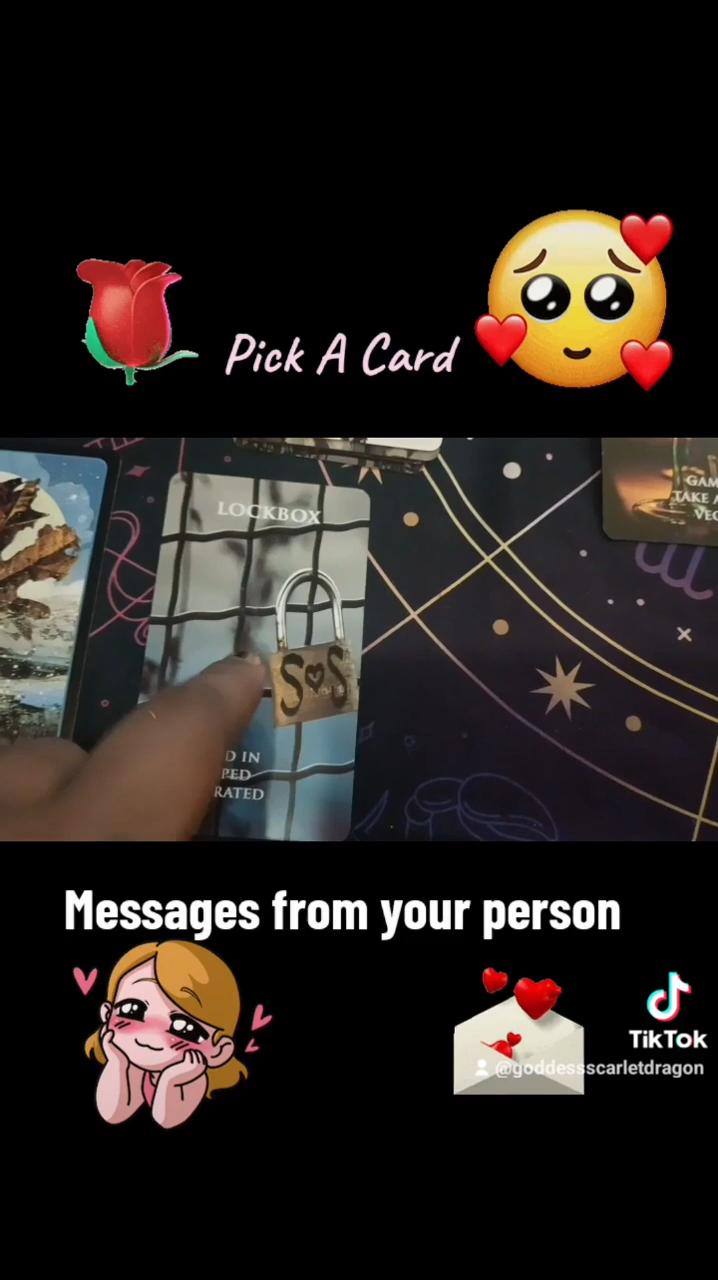 Pick A Card
LOCKBOX
GAM
TAKE A
VEC
S♥S
D IN
PED
RATED
Messages from your person
TikTok
@goddessscarletdragon